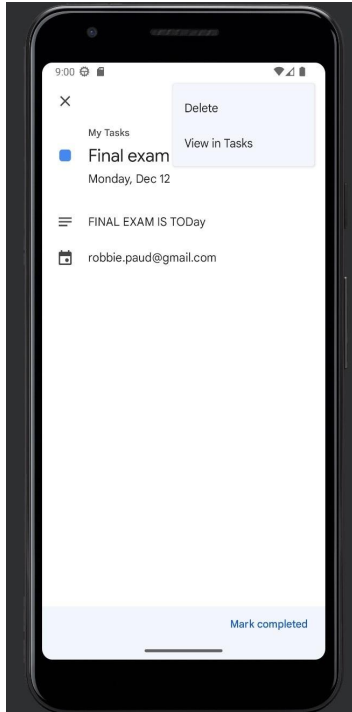 9:00
Delete
View in Tasks
My Tasks
Final exam
Monday, Dec 12
FINAL EXAM IS TODay
robbie.paud@gmail.com
Mark completed